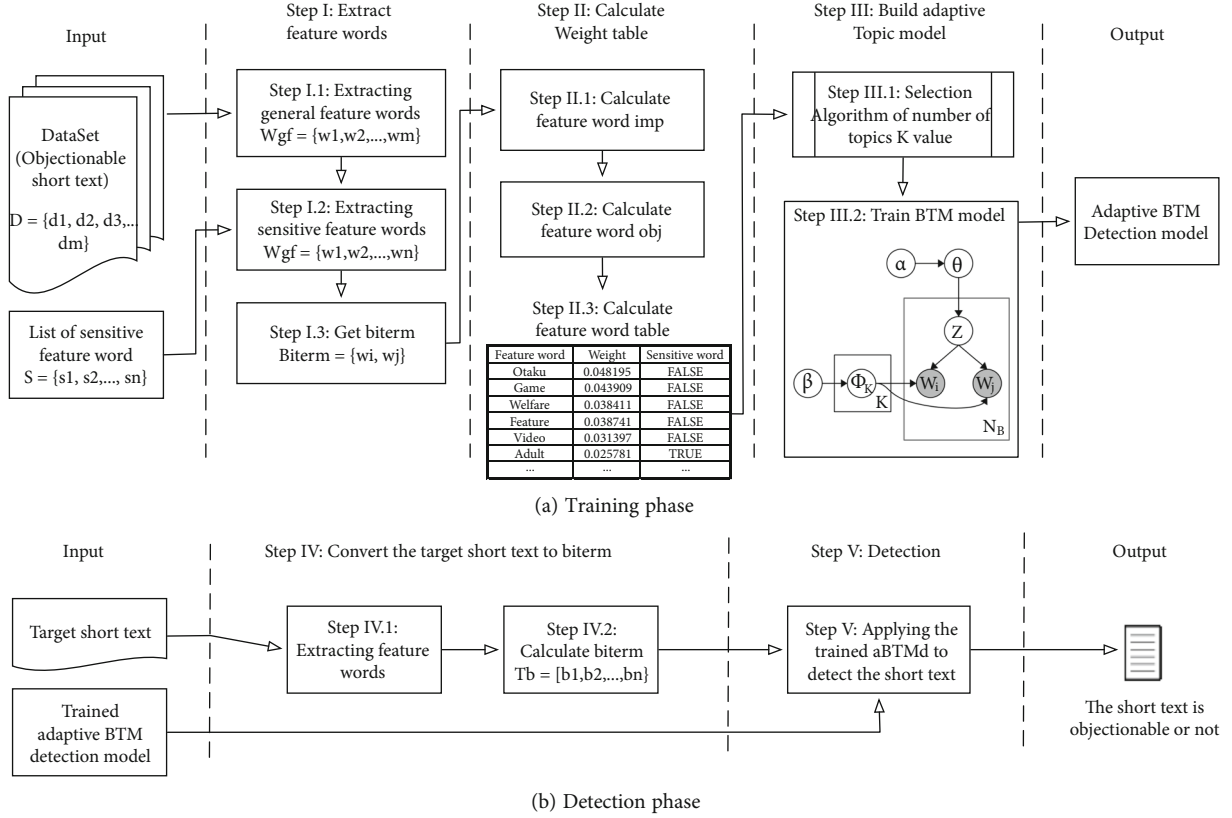 Input
Step I: Extract
feature words
Step II: Calculate
Weight table
Step III: Build adaptive
Topic model
Output
DataSet
(Objectionable
short text)
D = {d1, d2, d3,...
dm}
List of sensitive
feature word
S = {s1, s2,..., sn}
Step I.1: Extracting
general feature words
Wgf = {w1,w2,...,wm}
Step I.2: Extracting
sensitive feature words
Wgf = {w1,w2,...,wn}
Step I.3: Get biterm
Biterm = {wi, wj}
Step II.1: Calculate
feature word imp
Step II.2: Calculate
feature word obj
Step II.3: Calculate
feature word table
Feature word Weight Sensitive word
Otaku 0.048195 FALSE
Game 0.043909 FALSE
Welfare 0.038411 FALSE
Feature 0.038741 FALSE
Video 0.031397 FALSE
Adult 0.025781 TRUE
... ... ...
Step III.1: Selection
Algorithm of number of
topics K value
Step III.2: Train BTM model
α θ
Z
β ΦK Wi Wj
K
NB
Adaptive BTM
Detection model
(a) Training phase
Input
Step IV: Convert the target short text to biterm
Step V: Detection
Output
Target short text
Trained
adaptive BTM
detection model
Step IV.1:
Extracting feature
words
Step IV.2:
Calculate biterm
Tb = [b1,b2,...,bn}
Step V: Applying the
trained aBTMd to
detect the short text
The short text is
objectionable or not
(b) Detection phase